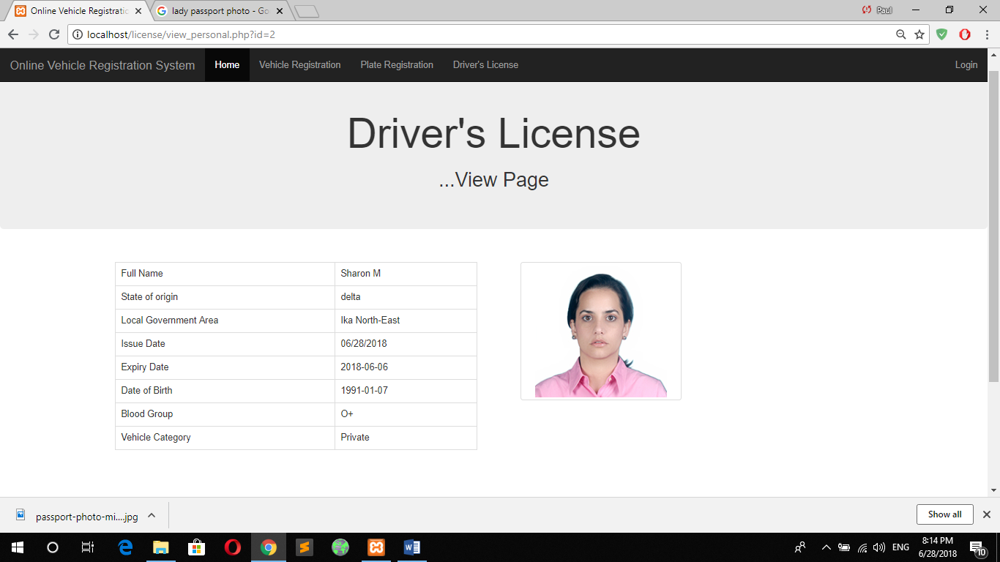 Online Vehicle Registratic
lady passport photo - Go
Paul
localhost/license/view_personal.php?id=2
Online Vehicle Registration System Home Vehicle Registration Plate Registration Driver's License Login
Driver's License
...View Page
Full Name Sharon M
State of origin delta
Local Government Area Ika North-East
Issue Date 06/28/2018
Expiry Date 2018-06-06
Date of Birth 1991-01-07
Blood Group O+
Vehicle Category Private
passport-photo-mi....jpg Show all
ENG 8:14 PM
6/28/2018
10